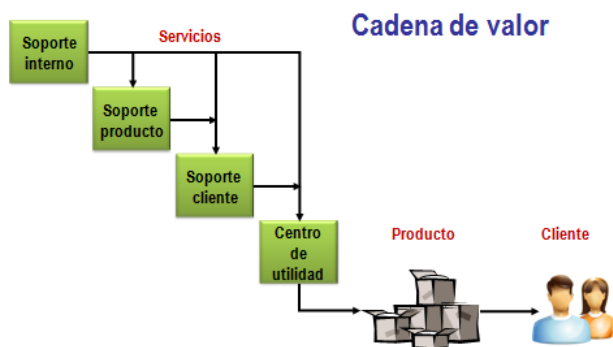 Cadena de valor
Servicios
Soporte
interno
Soporte
producto
Soporte
cliente
Centro
de
utilidad
Producto
Cliente